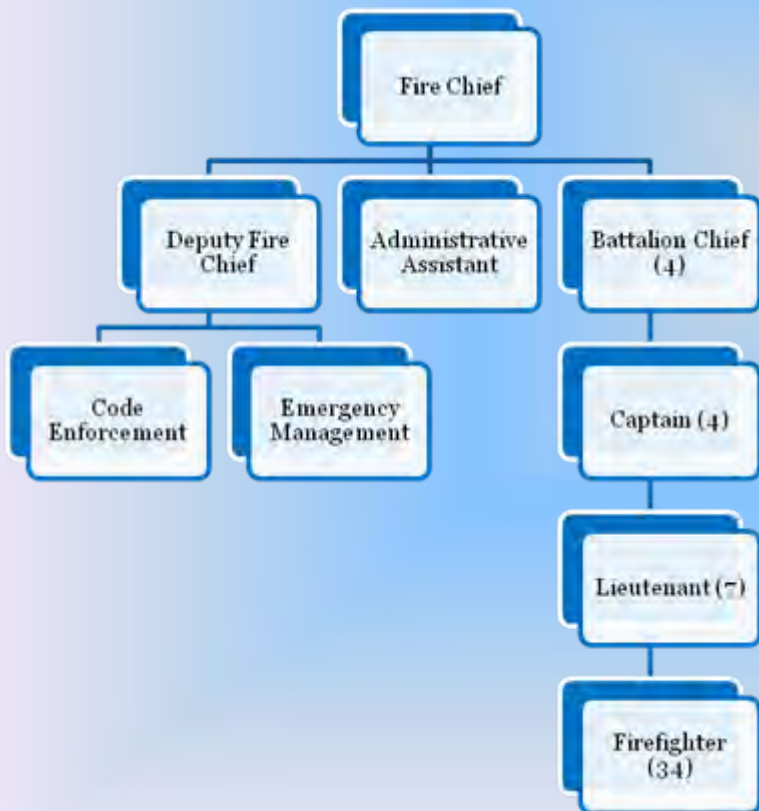 Fire Chief
Deputy Fire
Chief
Administrative
Assistant
Battalion Chief
(4)
Code
Enforcement
Emergency
Management
Captain (4)
Lieutenant (7)
Firefighter
(34)